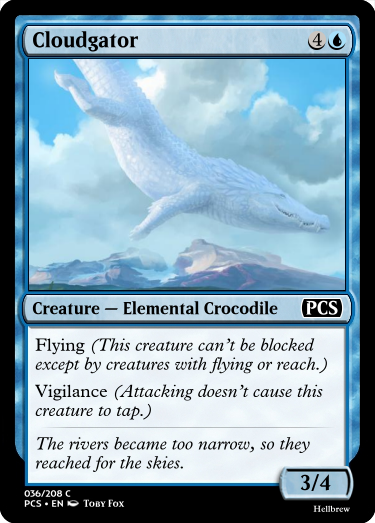 Cloudgator 4
PCS
Creature — Elemental Crocodile
Flying (This creature can't be blocked
except by creatures with flying or reach.)
Vigilance (Attacking doesn't cause this
creature to tap.)
The rivers became too narrow, so they
reached for the skies.
3/4
036/208 C
PCS • EN Toby Fox
Hellbrew